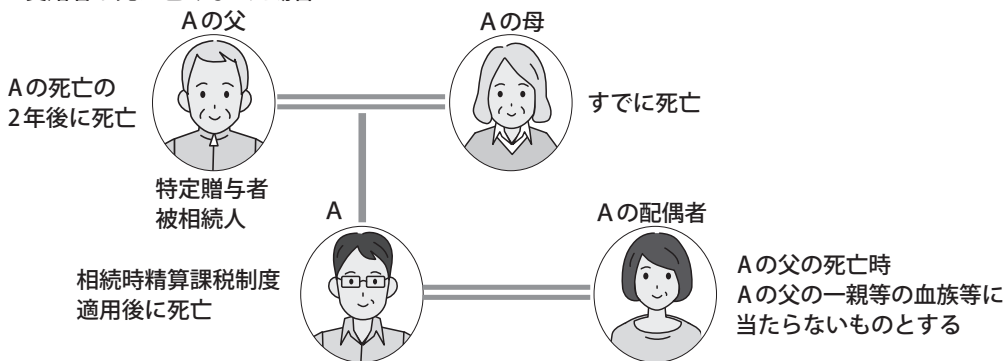 Aの父
Aの母
Aの死亡の
2年後に死亡
すでに死亡
特定贈与者
被相続人
A
Aの配偶者
相続時精算課税制度
適用後に死亡
Aの父の死亡時
Aの父の一親等の血族等に
当たらないものとする